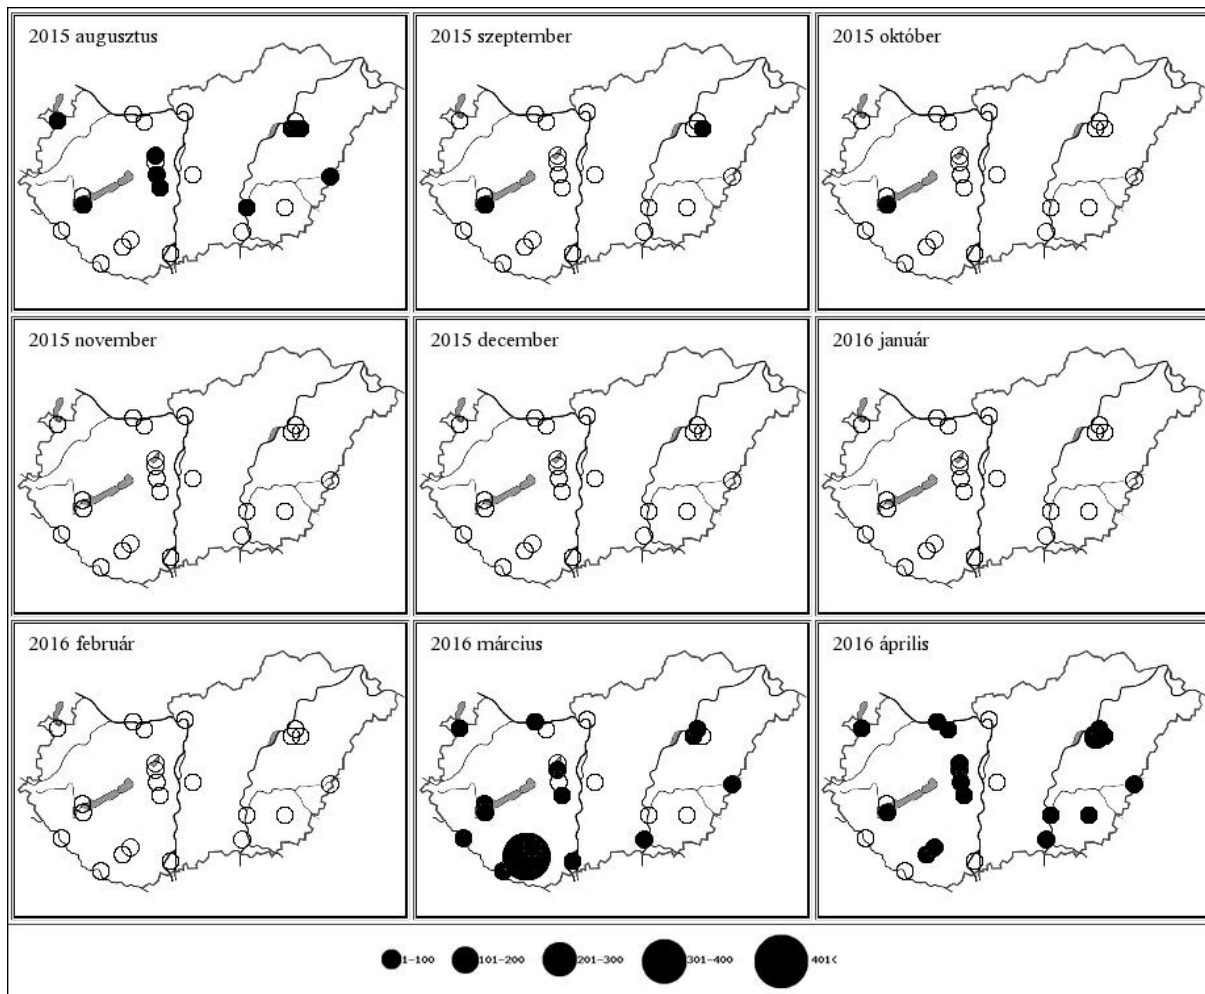 2015 augusztus
2015 szeptember
2015 október
2015 november
2015 december
2016 január
2016 február
2016 március
2016 április
1-100
101-200
201-300
301-400
401<